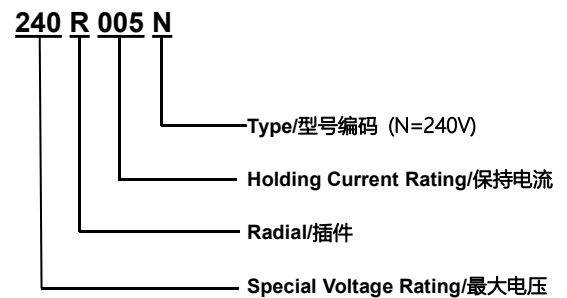 240 R 005 N
Type/型号编码 (N=240V)
Holding Current Rating/保持电流
Radial/插件
Special Voltage Rating/最大电压